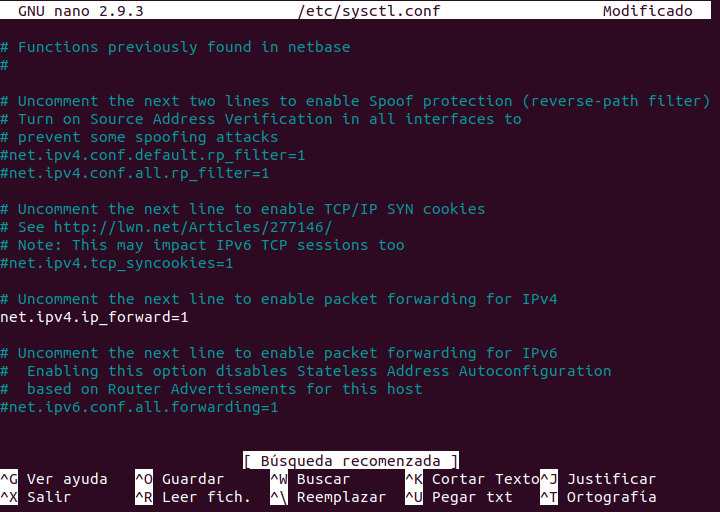 GNU nano 2.9.3 /etc/sysctl.conf Modificado
# Functions previously found in netbase
#
# Uncomment the next two lines to enable Spoof protection (reverse-path filter)
# Turn on Source Address Verification in all interfaces to
# prevent some spoofing attacks
#net.ipv4.conf.default.rp_filter=1
#net.ipv4.conf.all.rp_filter=1
# Uncomment the next line to enable TCP/IP SYN cookies
# See http://lwn.net/Articles/277146/
# Note: This may impact IPv6 TCP sessions too
#net.ipv4.tcp_syncookies=1
# Uncomment the next line to enable packet forwarding for IPv4
net.ipv4.ip_forward=1
# Uncomment the next line to enable packet forwarding for IPv6
#  Enabling this option disables Stateless Address Autoconfiguration
#  based on Router Advertisements for this host
#net.ipv6.conf.all.forwarding=1
[ Búsqueda recomenzada ]
^G Ver ayuda ^O Guardar ^W Buscar ^K Cortar Texto ^J Justificar
^X Salir ^R Leer fich. ^\ Reemplazar ^U Pegar txt ^T Ortografía